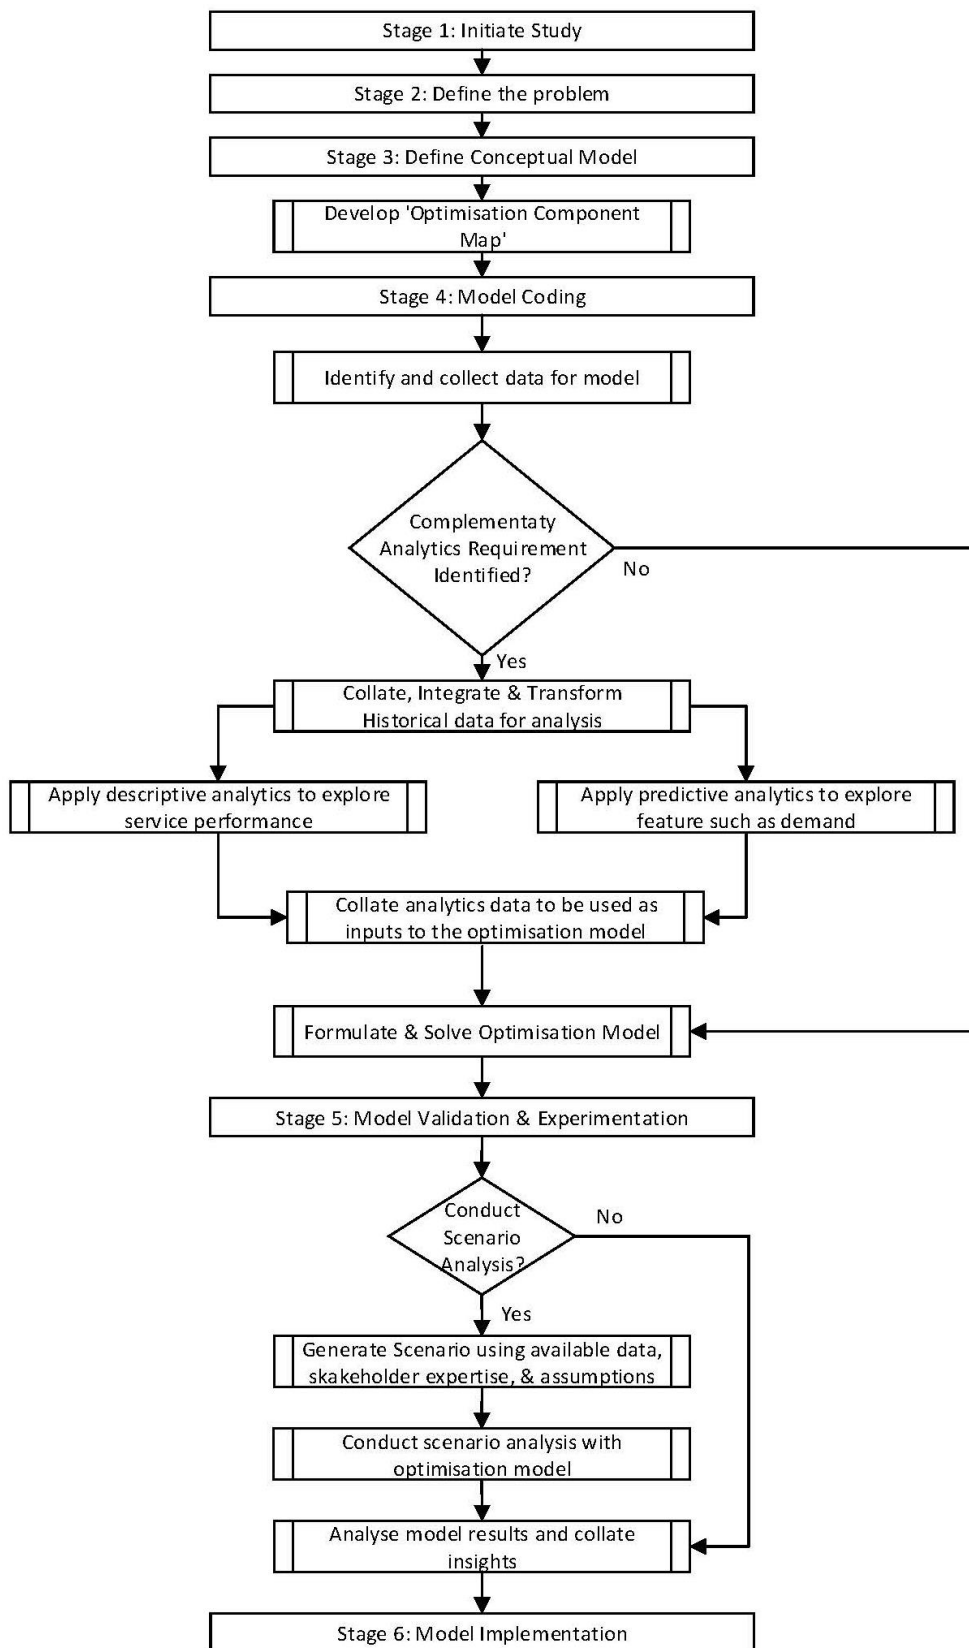 Stage 1: Initiate Study
Stage 2: Define the problem
Stage 3: Define Conceptual Model
Develop 'Optimisation Component
Map'
Stage 4: Model Coding
Identify and collect data for model
Complementaty
Analytics Requirement
Identified?
No
Yes
Collate, Integrate & Transform
Historical data for analysis
Apply descriptive analytics to explore
service performance
Apply predictive analytics to explore
feature such as demand
Collate analytics data to be used as
inputs to the optimisation model
Formulate & Solve Optimisation Model
Stage 5: Model Validation & Experimentation
Conduct
Scenario
Analysis?
No
Yes
Generate Scenario using available data,
skakeholder expertise, & assumptions
Conduct scenario analysis with
optimisation model
Analyse model results and collate
insights
Stage 6: Model Implementation